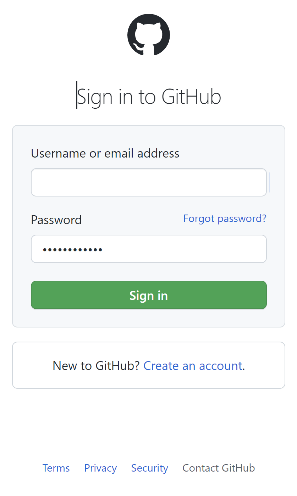 Sign in to GitHub
Username or email address
Password Forgot password?
••••••••••••
Sign in
New to GitHub? Create an account.
Terms Privacy Security Contact GitHub